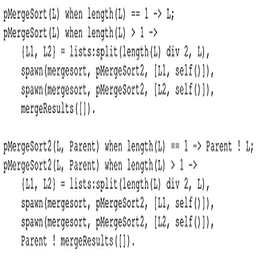 pMergeSort(L) when length(L) == 1 -> L;
pMergeSort(L) when length(L) > 1 ->
{L1, L2} = lists:split(length(L) div 2, L),
spawn(mergesort, pMergeSort2, [L1, self()]),
spawn(mergesort, pMergeSort2, [L2, self()]),
mergeResults([]).
pMergeSort2(L, Parent) when length(L) == 1 -> Parent ! L;
pMergeSort2(L, Parent) when length(L) > 1 ->
{L1, L2} = lists:split(length(L) div 2, L),
spawn(mergesort, pMergeSort2, [L1, self()]),
spawn(mergesort, pMergeSort2, [L2, self()]),
Parent ! mergeResults([]).